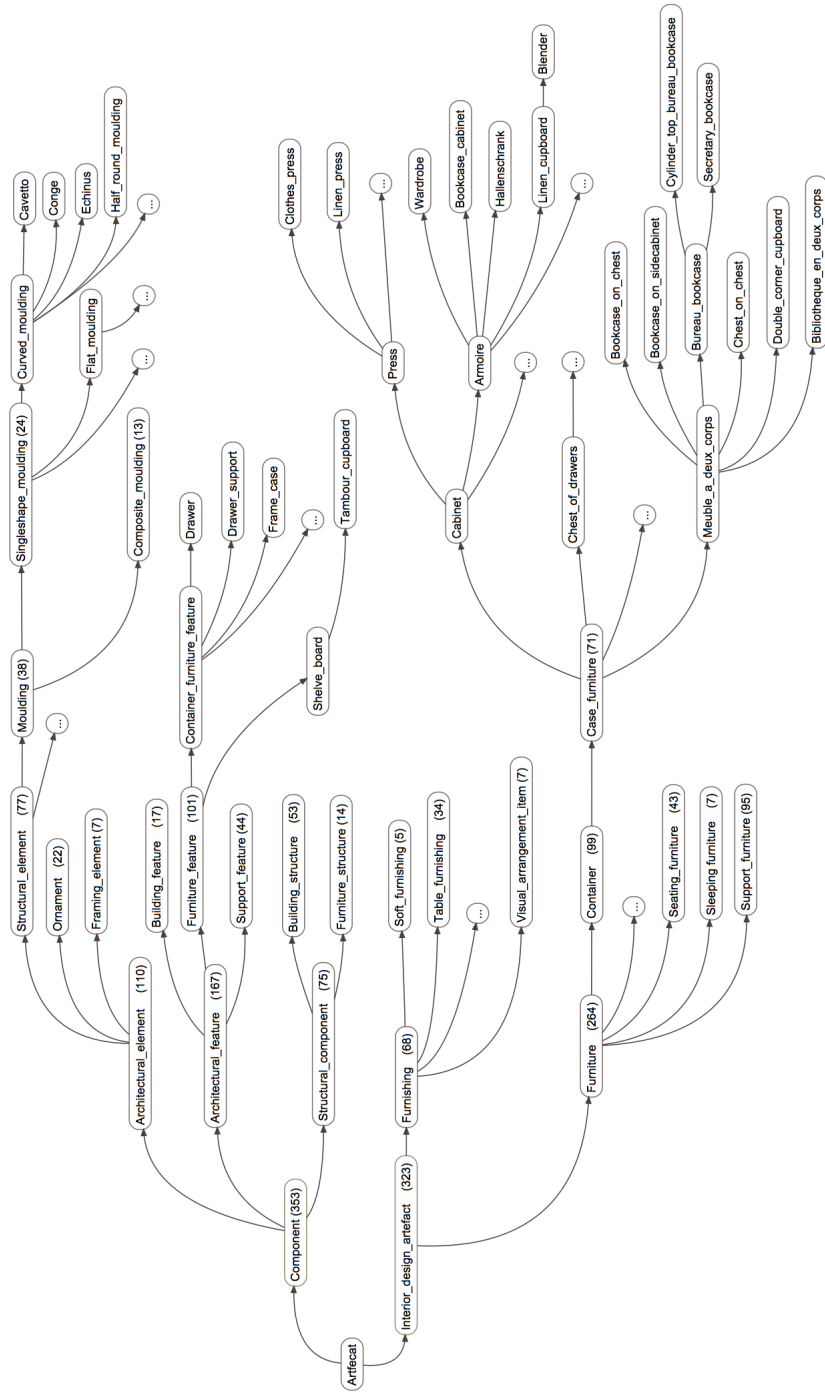 Artfecat
Component (353)
Interior_design_artefact (323)
Architectural_element (110)
Architectural_feature (167)
Structural_component (75)
Furnishing (68)
Furniture (264)
Structural_element (77)
Ornament (22)
Framing_element (7)
Building_feature (17)
Furniture_feature (101)
Support_feature (44)
Building_structure (53)
Furniture_structure (14)
Soft_furnishing (5)
Table_furnishing (34)
...
Visual_arrangement_item (7)
Container (99)
...
Seating_furniture (43)
Sleeping furniture (7)
Support_furniture (95)
Moulding (38)
...
Container_furniture_feature
Shelve_board
Case_furniture (71)
Singleshape_moulding (24)
Composite_moulding (13)
Drawer
Drawer_support
Frame_case
...
Tambour_cupboard
Cabinet
Chest_of_drawers
...
Meuble_a_deux_corps
Curved_moulding
Flat_moulding
...
Press
Armoire
...
...
Bookcase_on_chest
Bookcase_on_sidecabinet
Bureau_bookcase
Chest_on_chest
Double_corner_cupboard
Bibliotheque_en_deux_corps
Cavetto
Conge
Echinus
Half_round_moulding
...
...
Clothes_press
Linen_press
...
Wardrobe
Bookcase_cabinet
Hallenschrank
Linen_cupboard
...
Cylinder_top_bureau_bookcase
Secretary_bookcase
Blender